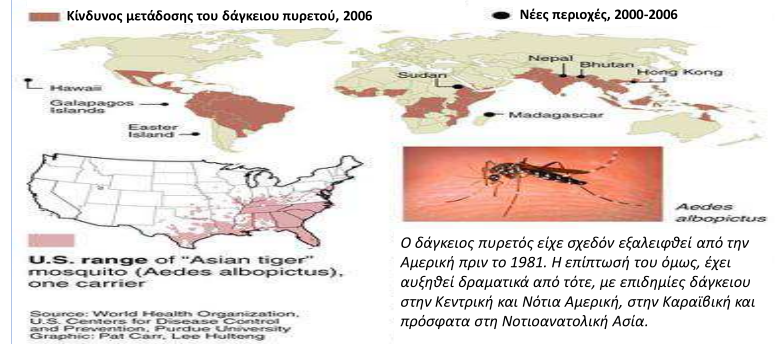 Κίνδυνος μετάδοσης του δάγκειου πυρετού, 2006
Νέες περιοχές, 2000-2006
Hawaii
Galapagos
Islands
Easter
Island
Sudan
Nepal
Bhutan
Hong Kong
Madagascar
U.S. range of "Asian tiger"
mosquito (Aedes albopictus),
one carrier
Aedes
albopictus
Ο δάγκειος πυρετός είχε σχεδόν εξαλειφθεί από την
Αμερική πριν το 1981. Η επίπτωσή του όμως, έχει
αυξηθεί δραματικά από τότε, με επιδημίες δάγκειου
στην Κεντρική και Νότια Αμερική, στην Καραϊβική και
πρόσφατα στη Νοτιοανατολική Ασία.
Source: World Health Organization,
U.S. Centers for Disease Control
and Prevention, Purdue University
Graphic: Pat Carr, Lee Hulteng